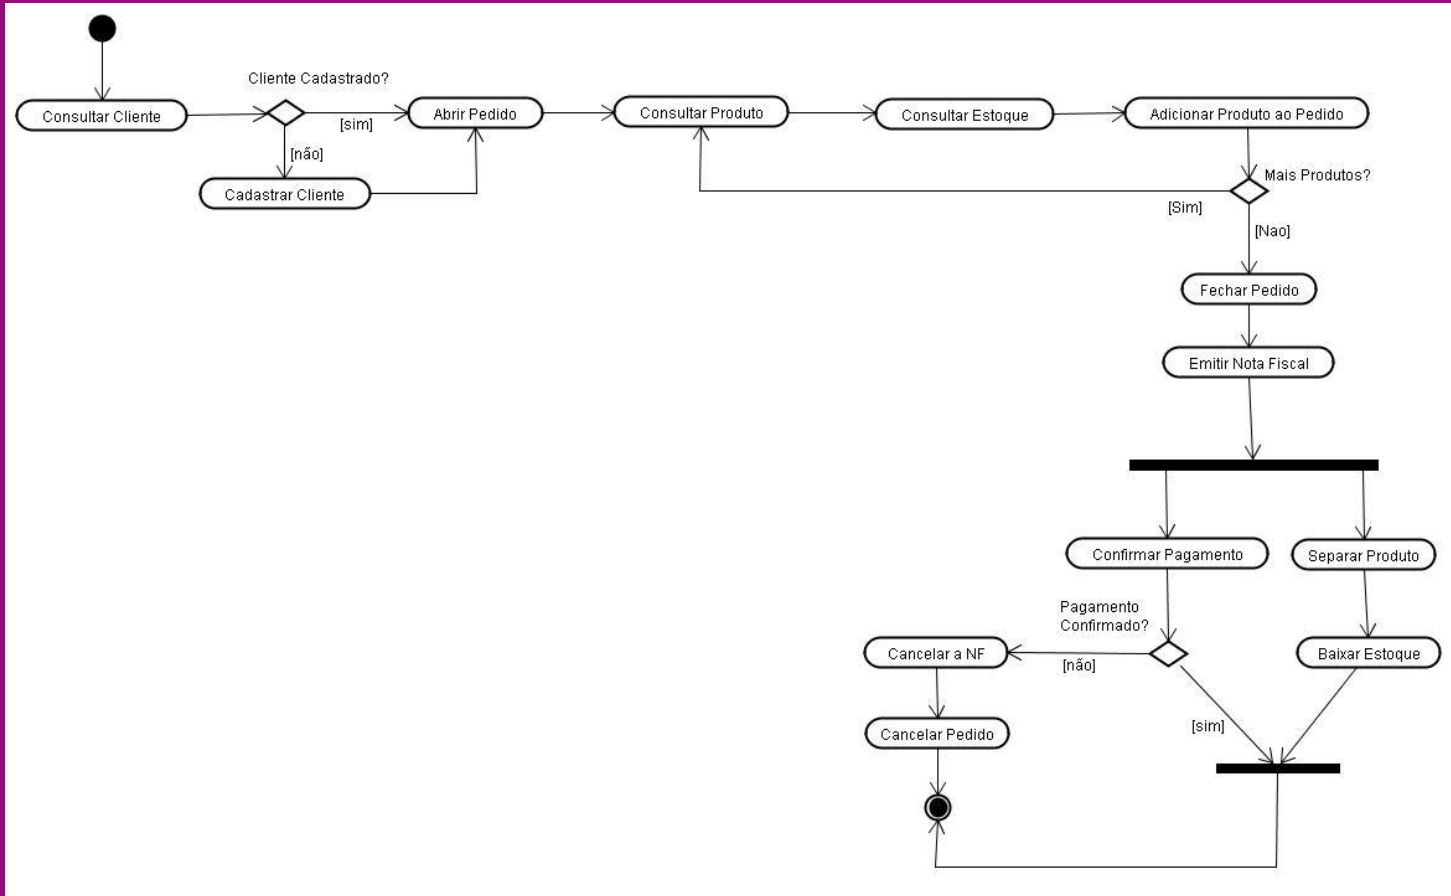 Cliente Cadastrado?
Consultar Cliente
[sim]
Abrir Pedido
Consultar Produto
Consultar Estoque
Adicionar Produto ao Pedido
[não]
Cadastrar Cliente
Mais Produtos?
[Sim]
[Nao]
Fechar Pedido
Emitir Nota Fiscal
Confirmar Pagamento
Separar Produto
Pagamento
Confirmado?
Cancelar a NF
[não]
Baixar Estoque
[sim]
Cancelar Pedido